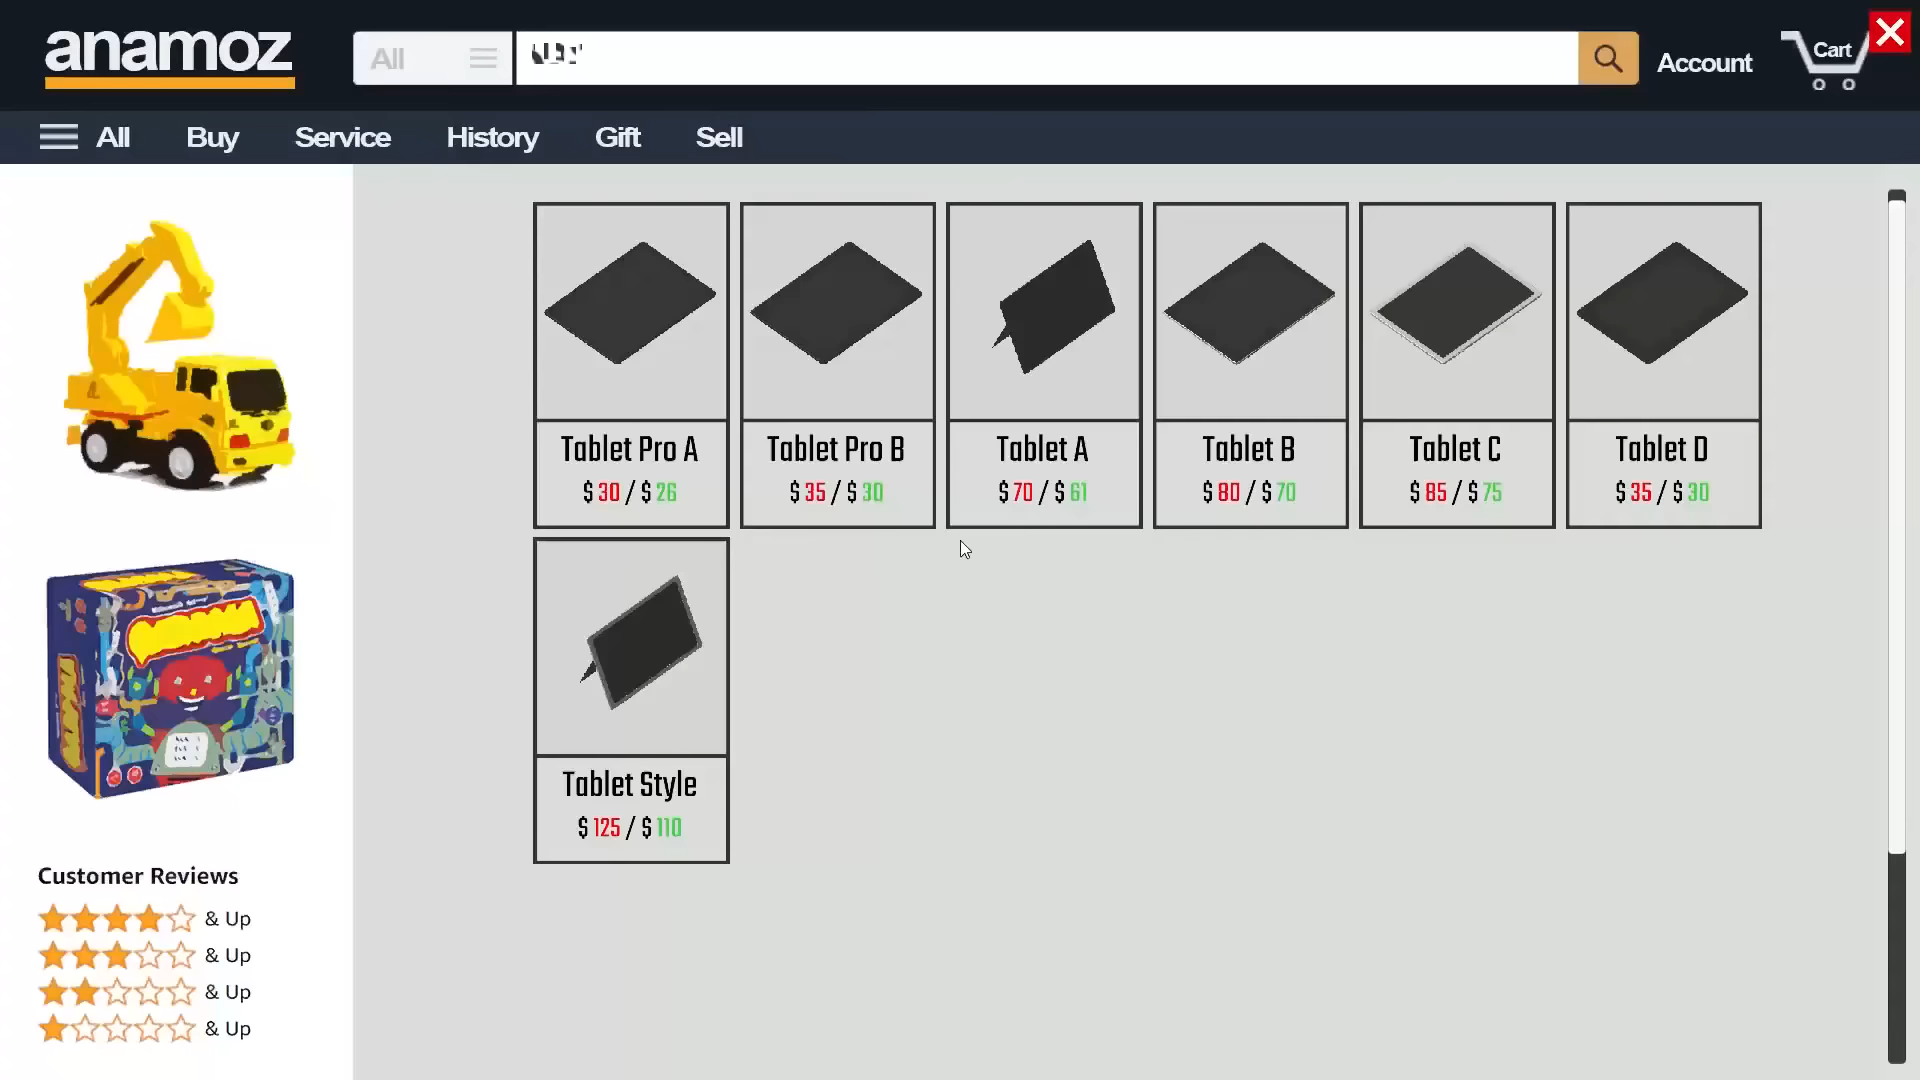 anamoz
All
Account
Cart
All Buy Service History Gift Sell
Tablet Pro A
$ 30 / $ 26
Tablet Pro B
$ 35 / $ 30
Tablet A
$ 70 / $ 61
Tablet B
$ 80 / $ 70
Tablet C
$ 85 / $ 75
Tablet D
$ 35 / $ 30
Tablet Style
$ 125 / $ 110
Customer Reviews
& Up
& Up
& Up
& Up